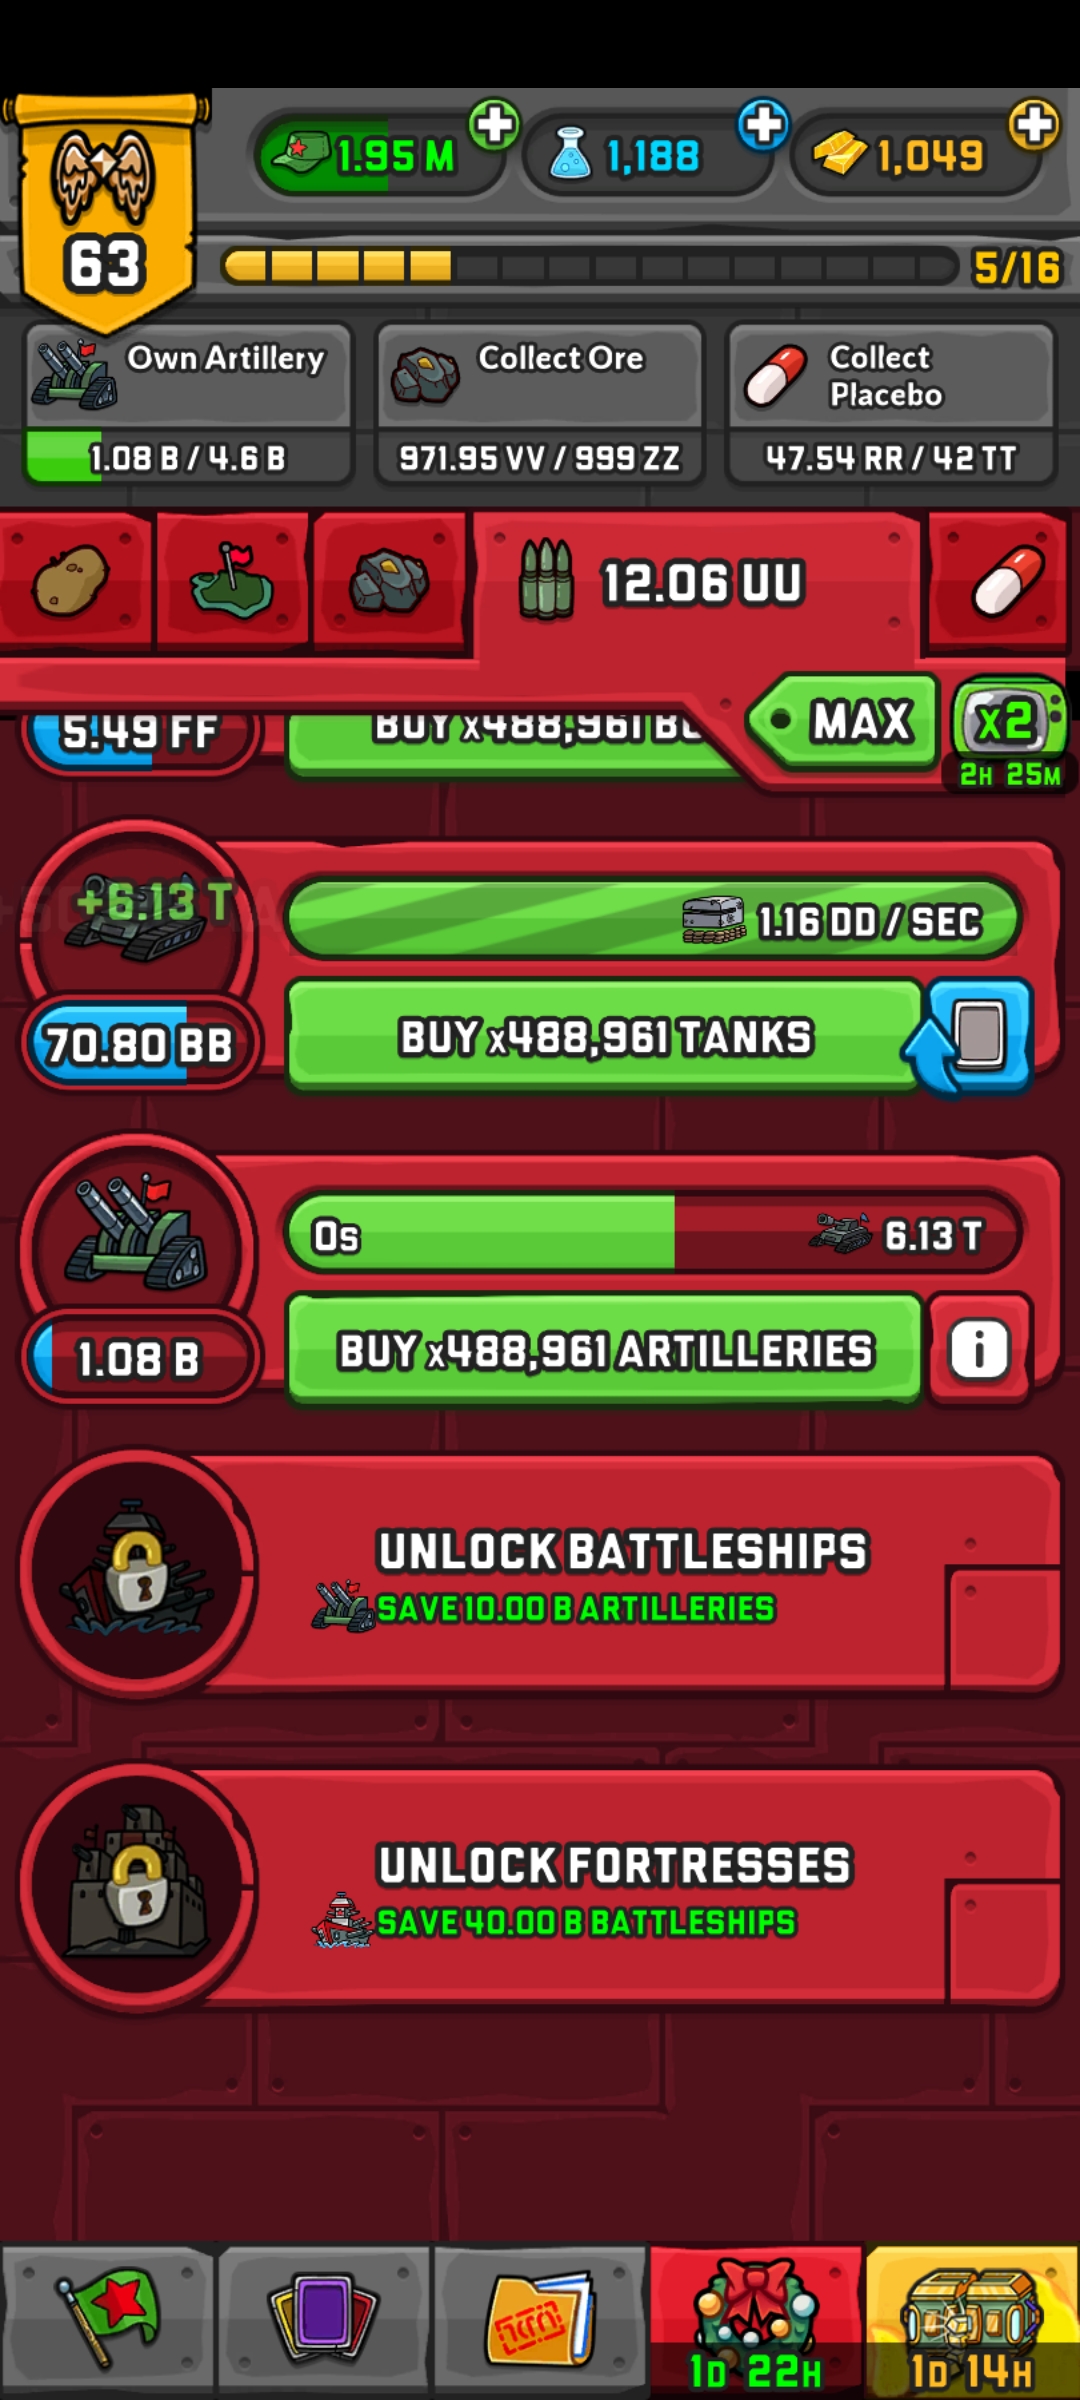 1.95 M
1,188
1,049
63
5/16
Own Artillery
1.08 B / 4.6 B
Collect Ore
971.95 VV / 999 ZZ
Collect
Placebo
47.54 RR / 42 TT
12.06 UU
MAX
x2
2H 25M
5.49 FF
BUY x488,961
+6.13 T
1.16 DD / SEC
70.80 BB
BUY x488,961 TANKS
0s
6.13 T
1.08 B
BUY x488,961 ARTILLERIES
i
UNLOCK BATTLESHIPS
SAVE 10.00 B ARTILLERIES
UNLOCK FORTRESSES
SAVE 40.00 B BATTLESHIPS
1D 22H
1D 14H